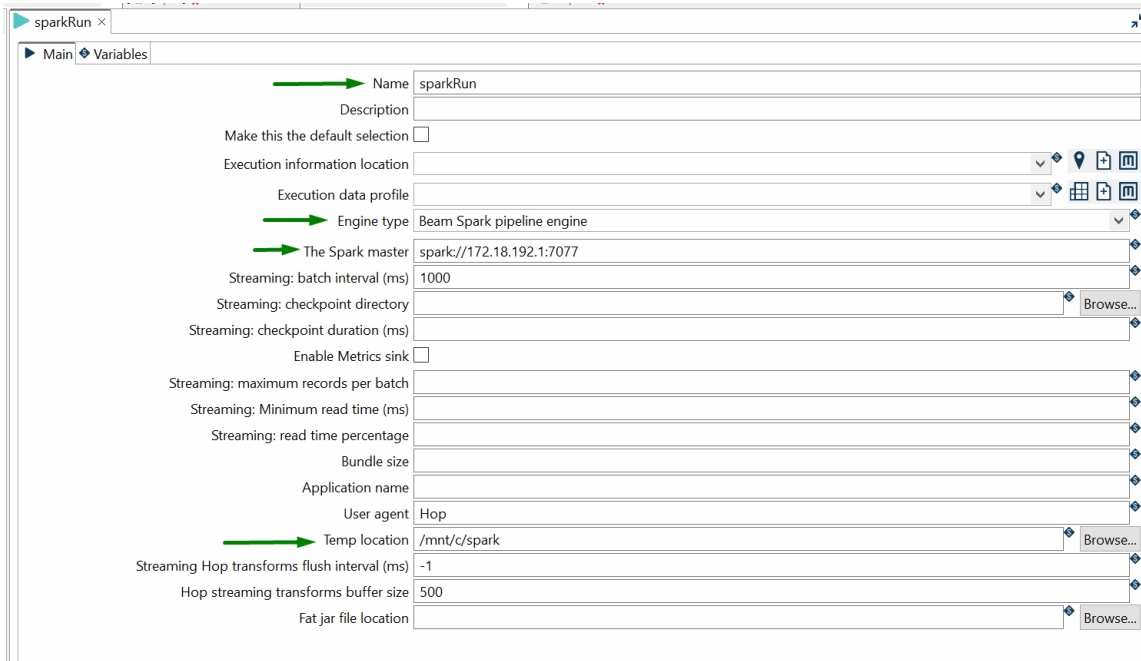 sparkRun
Main Variables
Name sparkRun
Description
Make this the default selection
Execution information location
Execution data profile
Engine type Beam Spark pipeline engine
The Spark master spark://172.18.192.1:7077
Streaming: batch interval (ms) 1000
Streaming: checkpoint directory Browse...
Streaming: checkpoint duration (ms)
Enable Metrics sink
Streaming: maximum records per batch
Streaming: Minimum read time (ms)
Streaming: read time percentage
Bundle size
Application name
User agent Hop
Temp location /mnt/c/spark Browse...
Streaming Hop transforms flush interval (ms) -1
Hop streaming transforms buffer size 500
Fat jar file location Browse...